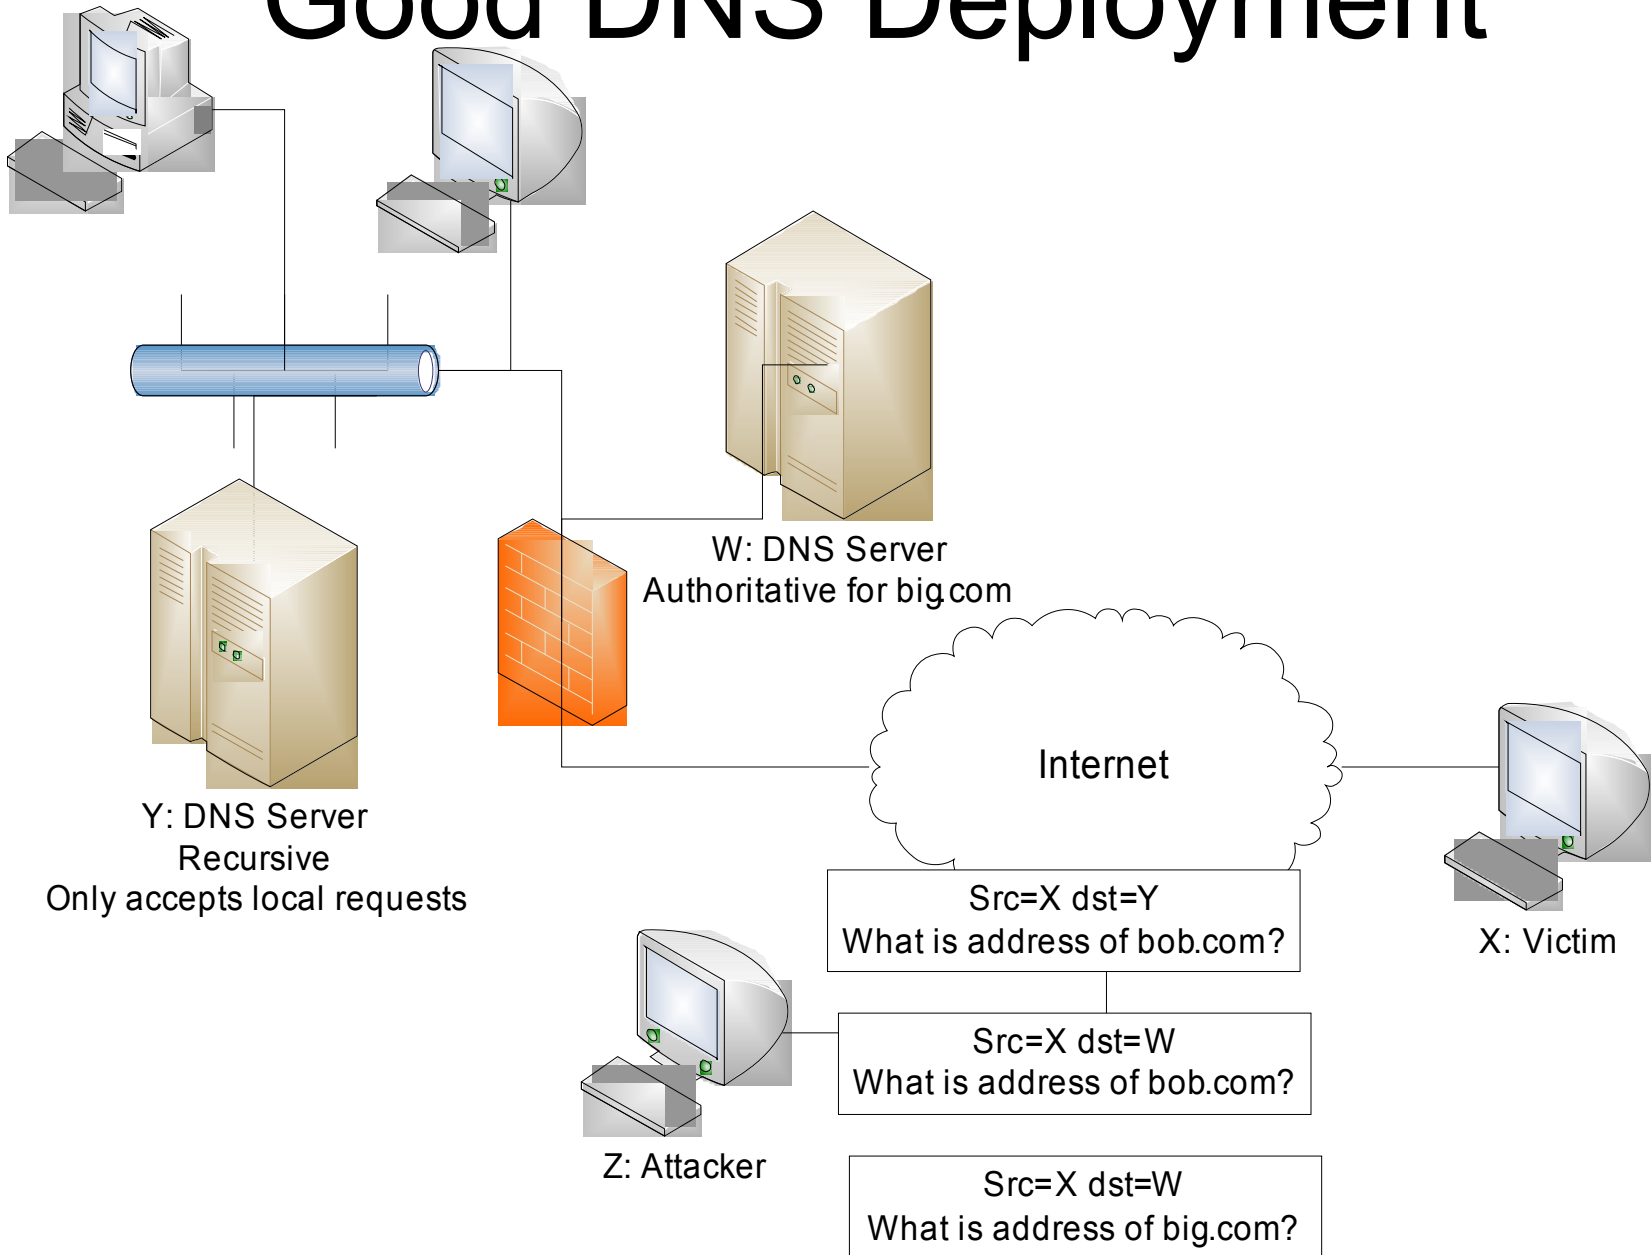 Good DNS Deployment
W: DNS Server
Authoritative for big.com
Internet
Y: DNS Server
Recursive
Only accepts local requests
Src=X dst=Y
What is address of bob.com?
X: Victim
Src=X dst=W
What is address of bob.com?
Z: Attacker
Src=X dst=W
What is address of big.com?